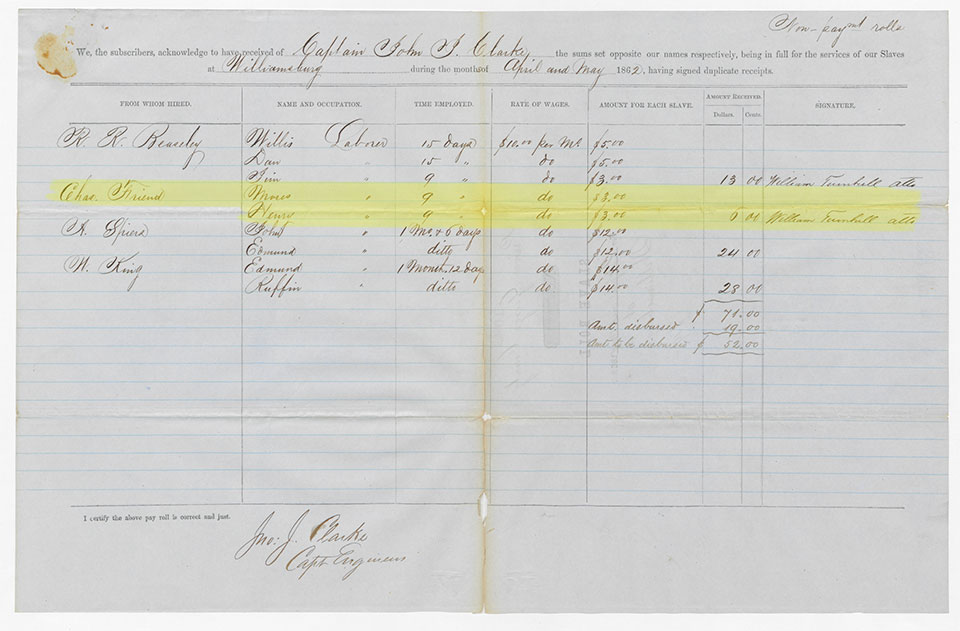 Non-paymt rolls
We, the subscribers, acknowledge to have received of Captain John J. Clarke, the sums set opposite our names respectively, being in full for the services of our Slaves
at Williamsburg during the months of April and May 1862, having signed duplicate receipts.
FROM WHOM HIRED. NAME AND OCCUPATION. TIME EMPLOYED. RATE OF WAGES. AMOUNT FOR EACH SLAVE. AMOUNT RECEIVED. SIGNATURE.
Dollars. Cents.
R. R. Beaseley Willis Laborer 15 days $10.00 per Mo. $5.00
Dan " 15 " do $5.00
Jim " 9 " do $3.00 13 00 William Turnbull atto
Chas. Friend Moses " 9 " do $3.00
Henry " 9 " do $3.00 6 00 William Turnbull atto
Spiers John " 1 Mo. & 6 days do $12.00
Edmund " ditto do $12.00 24 00
W. King Edmund " 1 Month, 12 days do $14.00
Ruffin " ditto do $14.00 28 00
$ 71.00
Amt. disbursed . 19.00
Amt to be disbursed $ 52.00
I certify the above pay roll is correct and just.
Jno: J. Clarke
Capt Engineers